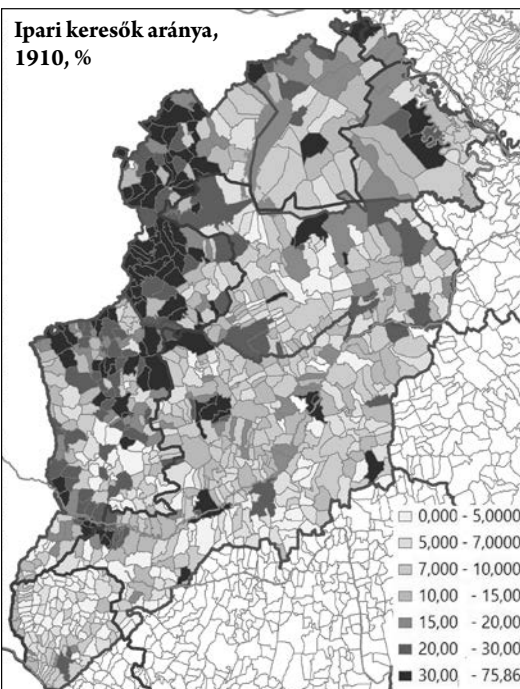 Ipari keresők aránya,
1910, %
0,000 - 5,0000
5,000 - 7,0000
7,000 - 10,000
10,00 - 15,00
15,00 - 20,00
20,00 - 30,00
30,00 - 75,86